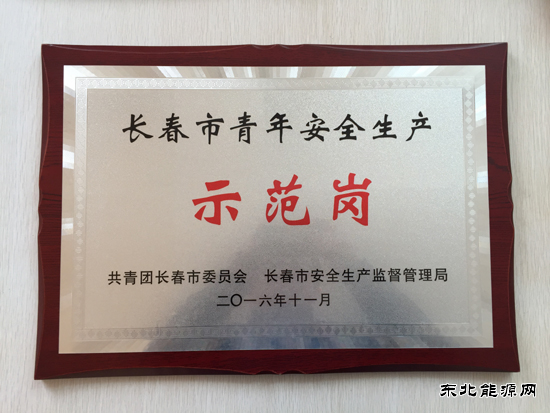 长春市青年安全生产
示范岗
共青团长春市委员会 长春市安全生产监督管理局
二〇一六年十一月
东北能源网